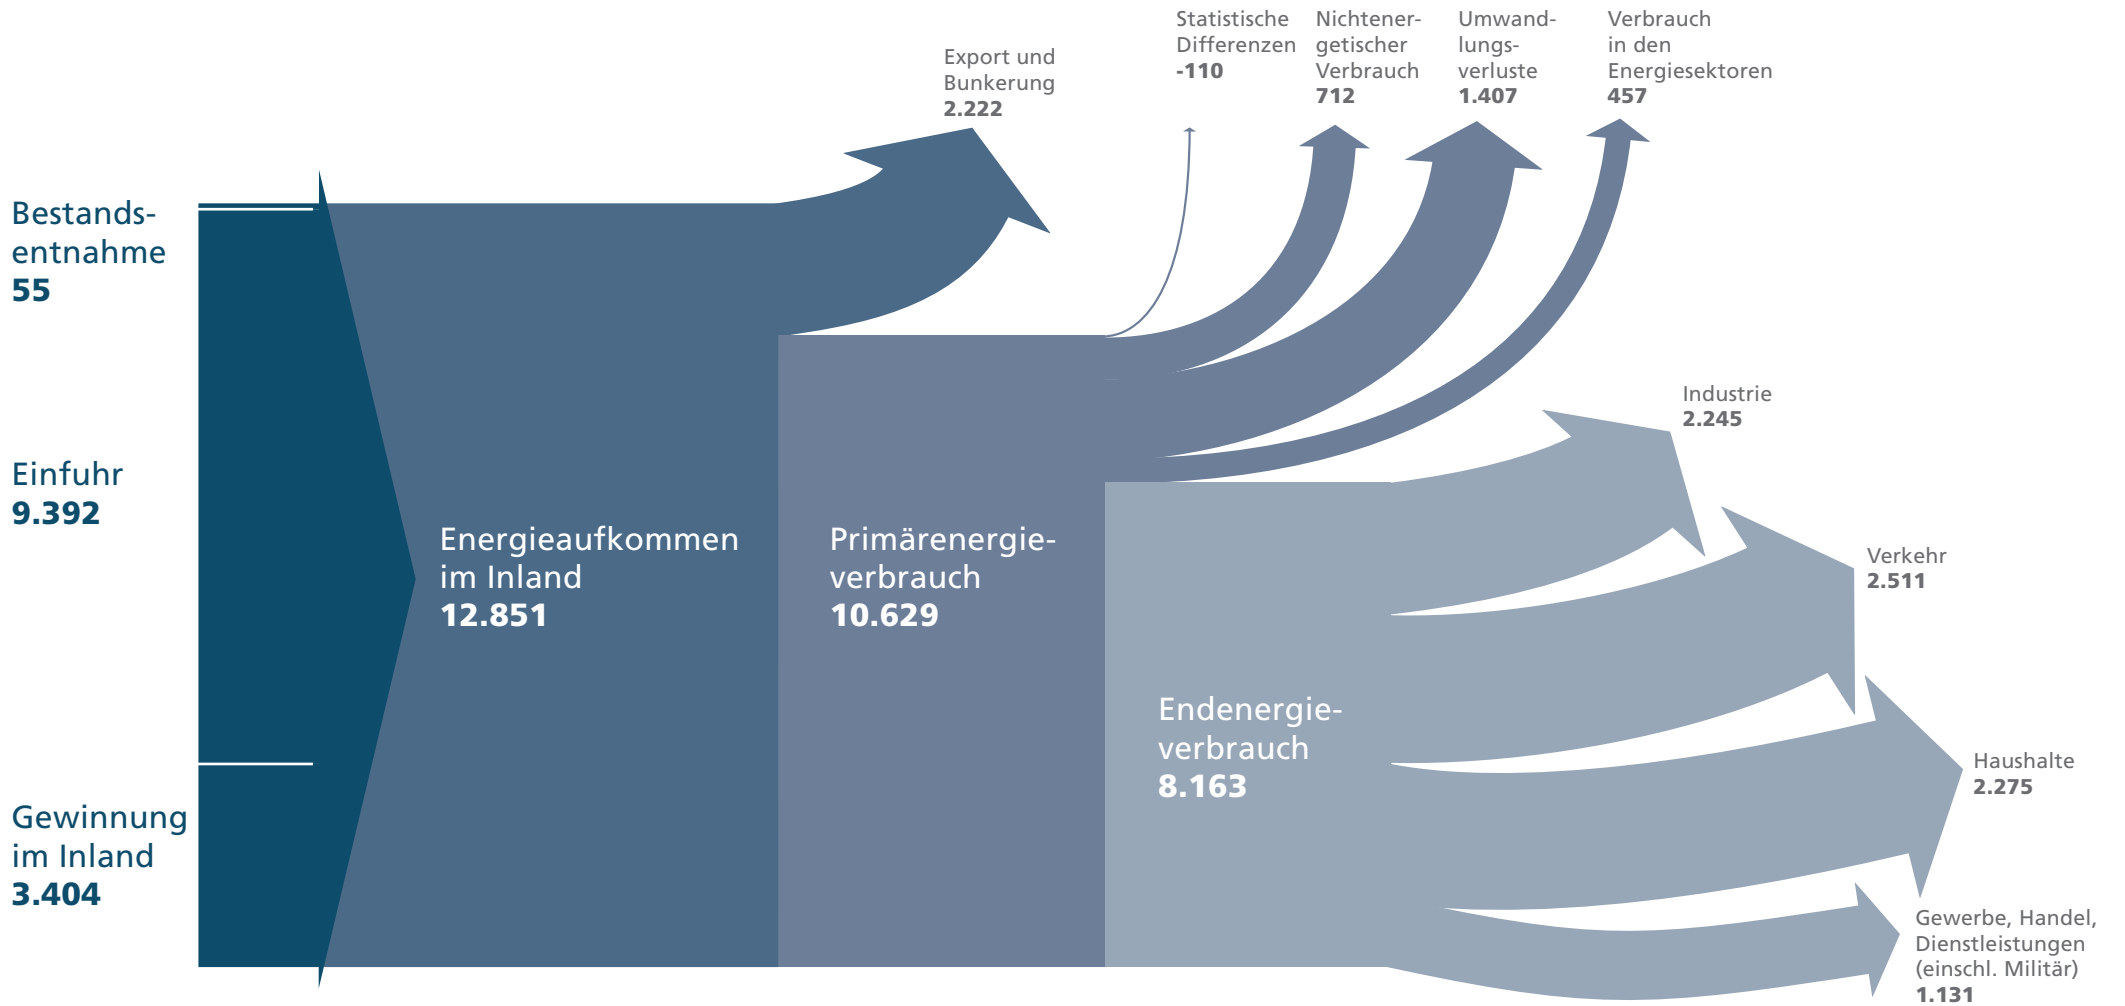 Bestands-
entnahme
55
Einfuhr
9.392
Gewinnung
im Inland
3.404
Energieaufkommen
im Inland
12.851
Export und
Bunkerung
2.222
Primärenergie-
verbrauch
10.629
Statistische
Differenzen
-110
Nichtener-
getischer
Verbrauch
712
Umwand-
lungs-
verluste
1.407
Verbrauch
in den
Energiesektoren
457
Endenergie-
verbrauch
8.163
Industrie
2.245
Verkehr
2.511
Haushalte
2.275
Gewerbe, Handel,
Dienstleistungen
(einschl. Militär)
1.131